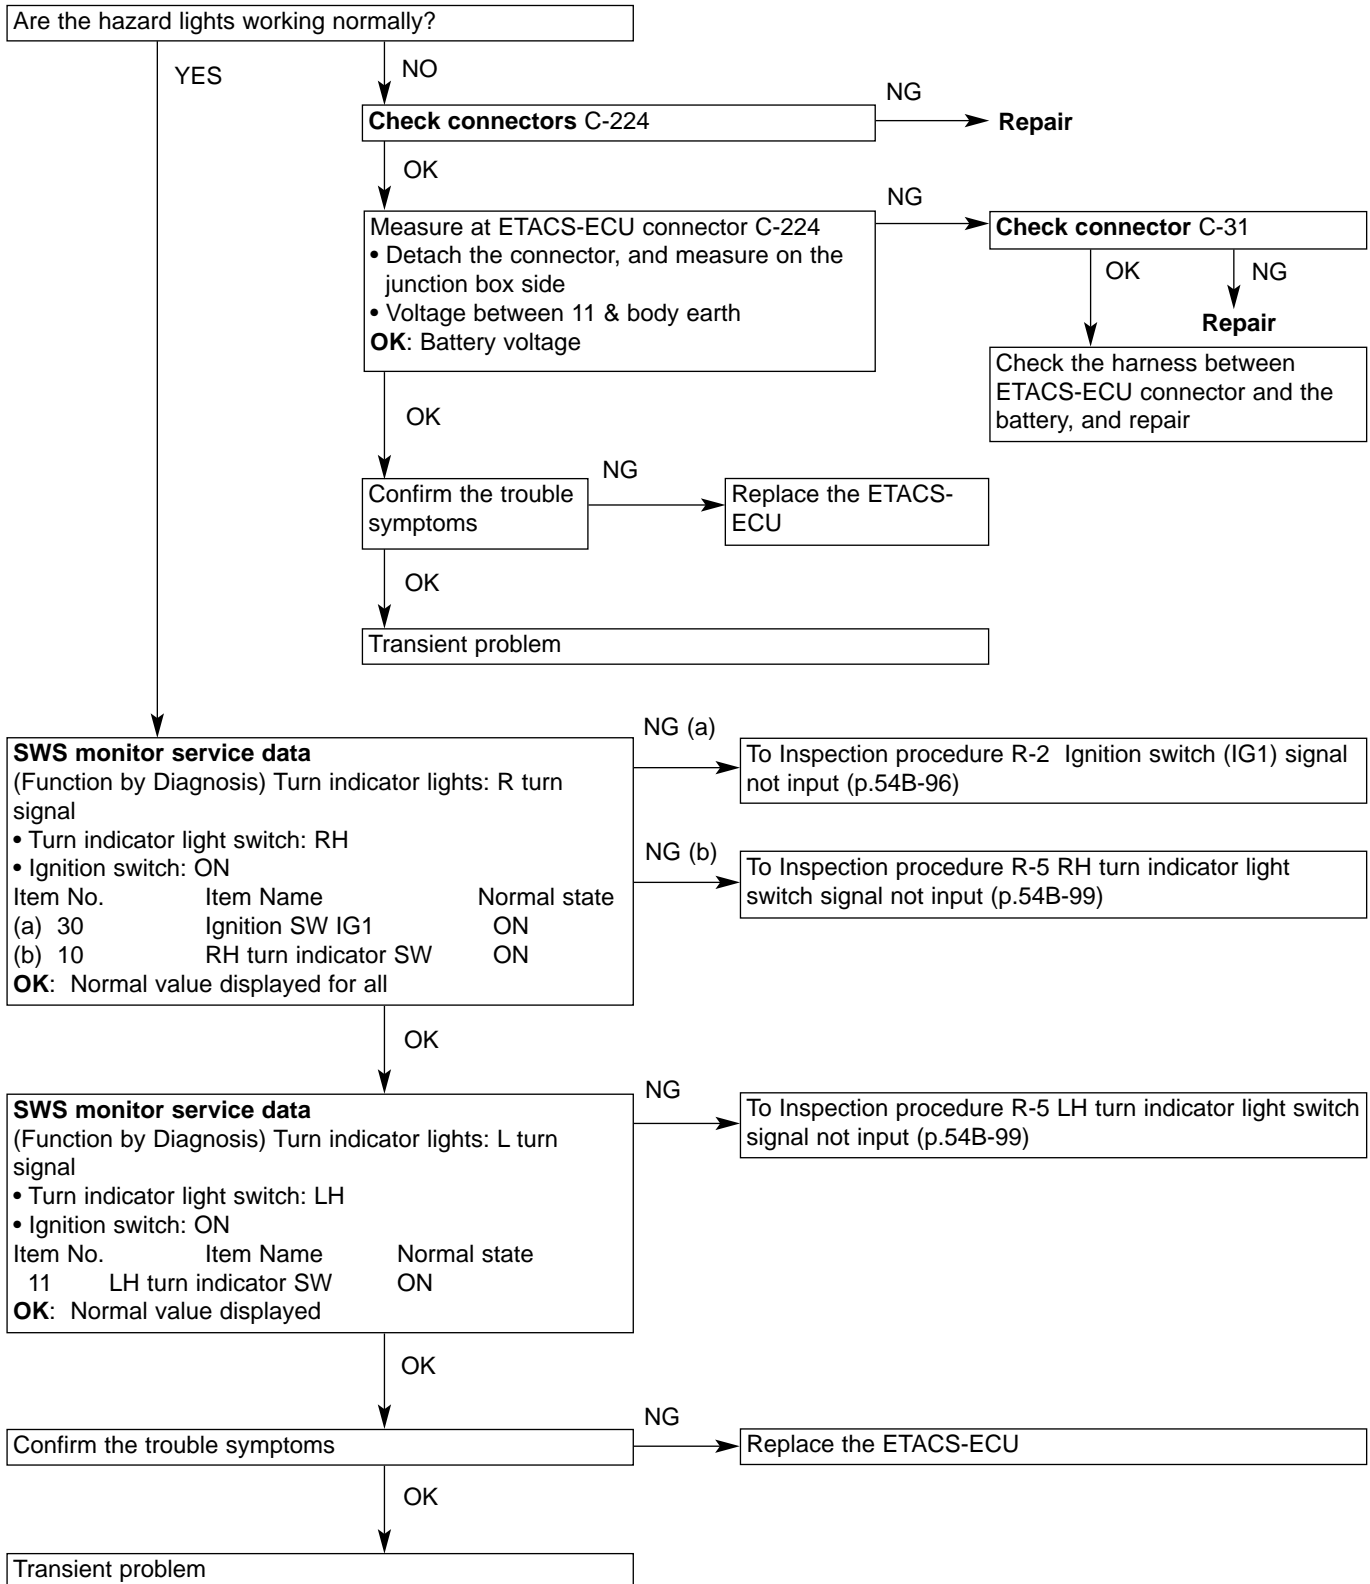 Are the hazard lights working normally?
YES
NO
Check connectors C-224
NG
Repair
OK
Measure at ETACS-ECU connector C-224
• Detach the connector, and measure on the
junction box side
• Voltage between 11 & body earth
OK: Battery voltage
NG
Check connector C-31
OK
NG
Repair
Check the harness between
ETACS-ECU connector and the
battery, and repair
OK
Confirm the trouble
symptoms
NG
Replace the ETACS-
ECU
OK
Transient problem
SWS monitor service data
(Function by Diagnosis) Turn indicator lights: R turn
signal
• Turn indicator light switch: RH
• Ignition switch: ON
Item No. Item Name Normal state
(a) 30 Ignition SW IG1 ON
(b) 10 RH turn indicator SW ON
OK: Normal value displayed for all
NG (a)
To Inspection procedure R-2 Ignition switch (IG1) signal
not input (p.54B-96)
NG (b)
To Inspection procedure R-5 RH turn indicator light
switch signal not input (p.54B-99)
OK
SWS monitor service data
(Function by Diagnosis) Turn indicator lights: L turn
signal
• Turn indicator light switch: LH
• Ignition switch: ON
Item No. Item Name Normal state
11 LH turn indicator SW ON
OK: Normal value displayed
NG
To Inspection procedure R-5 LH turn indicator light switch
signal not input (p.54B-99)
OK
Confirm the trouble symptoms
NG
Replace the ETACS-ECU
OK
Transient problem